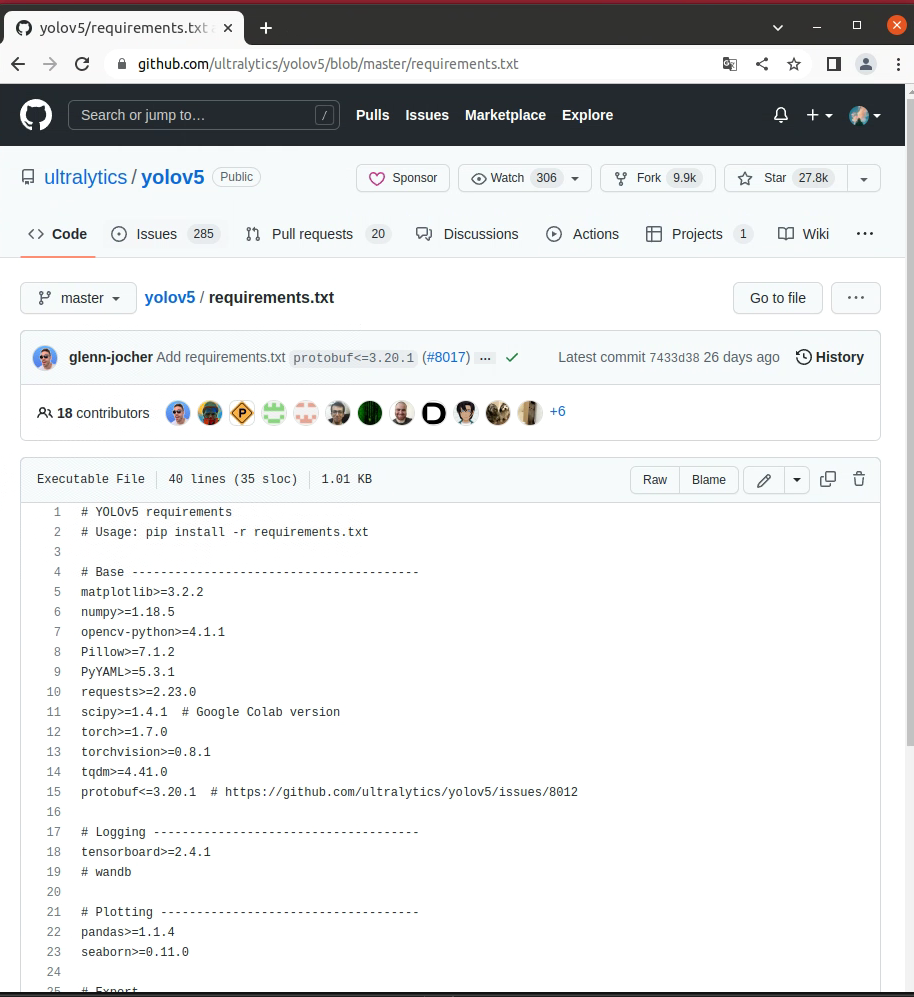 yolov5/requirements.txt
github.com/ultralytics/yolov5/blob/master/requirements.txt
Search or jump to… /
Pulls Issues Marketplace Explore
ultralytics / yolov5 Public
Sponsor Watch 306 Fork 9.9k Star 27.8k
Code Issues 285 Pull requests 20 Discussions Actions Projects 1 Wiki ...
master yolov5 / requirements.txt Go to file ...
glenn-jocher Add requirements.txt protobuf<=3.20.1 (#8017) ... Latest commit 7433d38 26 days ago History
18 contributors P D +6
Executable File 40 lines (35 sloc) 1.01 KB Raw Blame
1 # YOLOv5 requirements
2 # Usage: pip install -r requirements.txt
3
4 # Base ----------------------------------------
5 matplotlib>=3.2.2
6 numpy>=1.18.5
7 opencv-python>=4.1.1
8 Pillow>=7.1.2
9 PyYAML>=5.3.1
10 requests>=2.23.0
11 scipy>=1.4.1  # Google Colab version
12 torch>=1.7.0
13 torchvision>=0.8.1
14 tqdm>=4.41.0
15 protobuf<=3.20.1  # https://github.com/ultralytics/yolov5/issues/8012
16
17 # Logging -------------------------------------
18 tensorboard>=2.4.1
19 # wandb
20
21 # Plotting ------------------------------------
22 pandas>=1.1.4
23 seaborn>=0.11.0
24
25 # Export